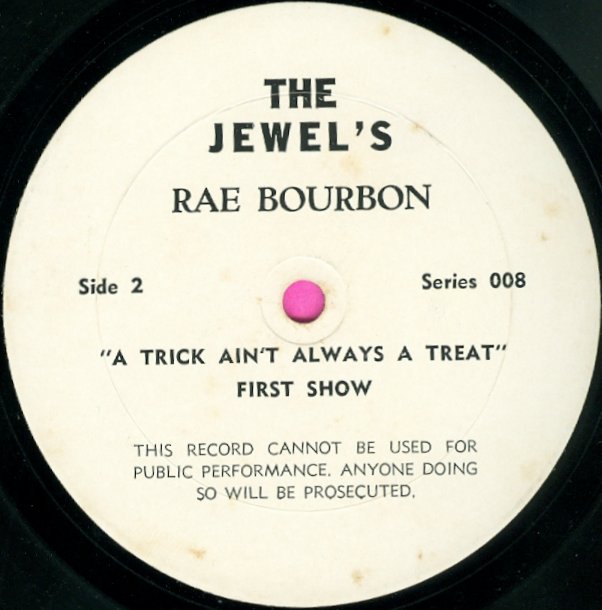 THE
JEWEL'S
RAE BOURBON
Side 2
Series 008
"A TRICK AIN'T ALWAYS A TREAT"
FIRST SHOW
THIS RECORD CANNOT BE USED FOR
PUBLIC PERFORMANCE. ANYONE DOING
SO WILL BE PROSECUTED.